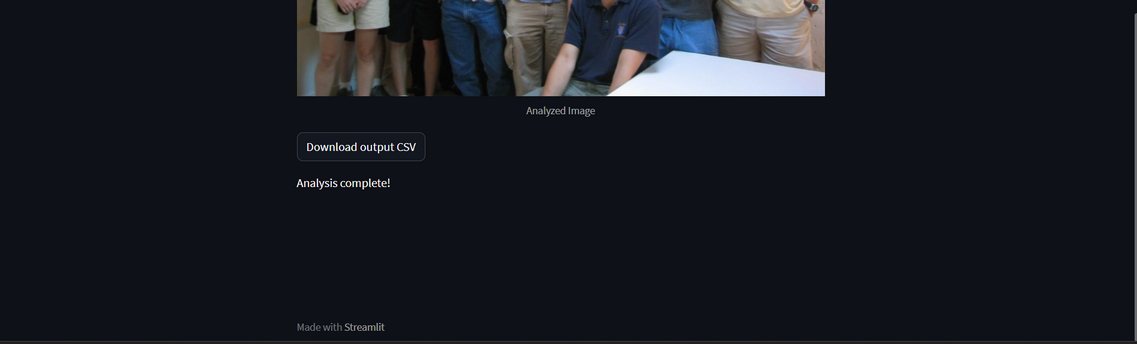 Analyzed Image
Download output CSV
Analysis complete!
Made with Streamlit